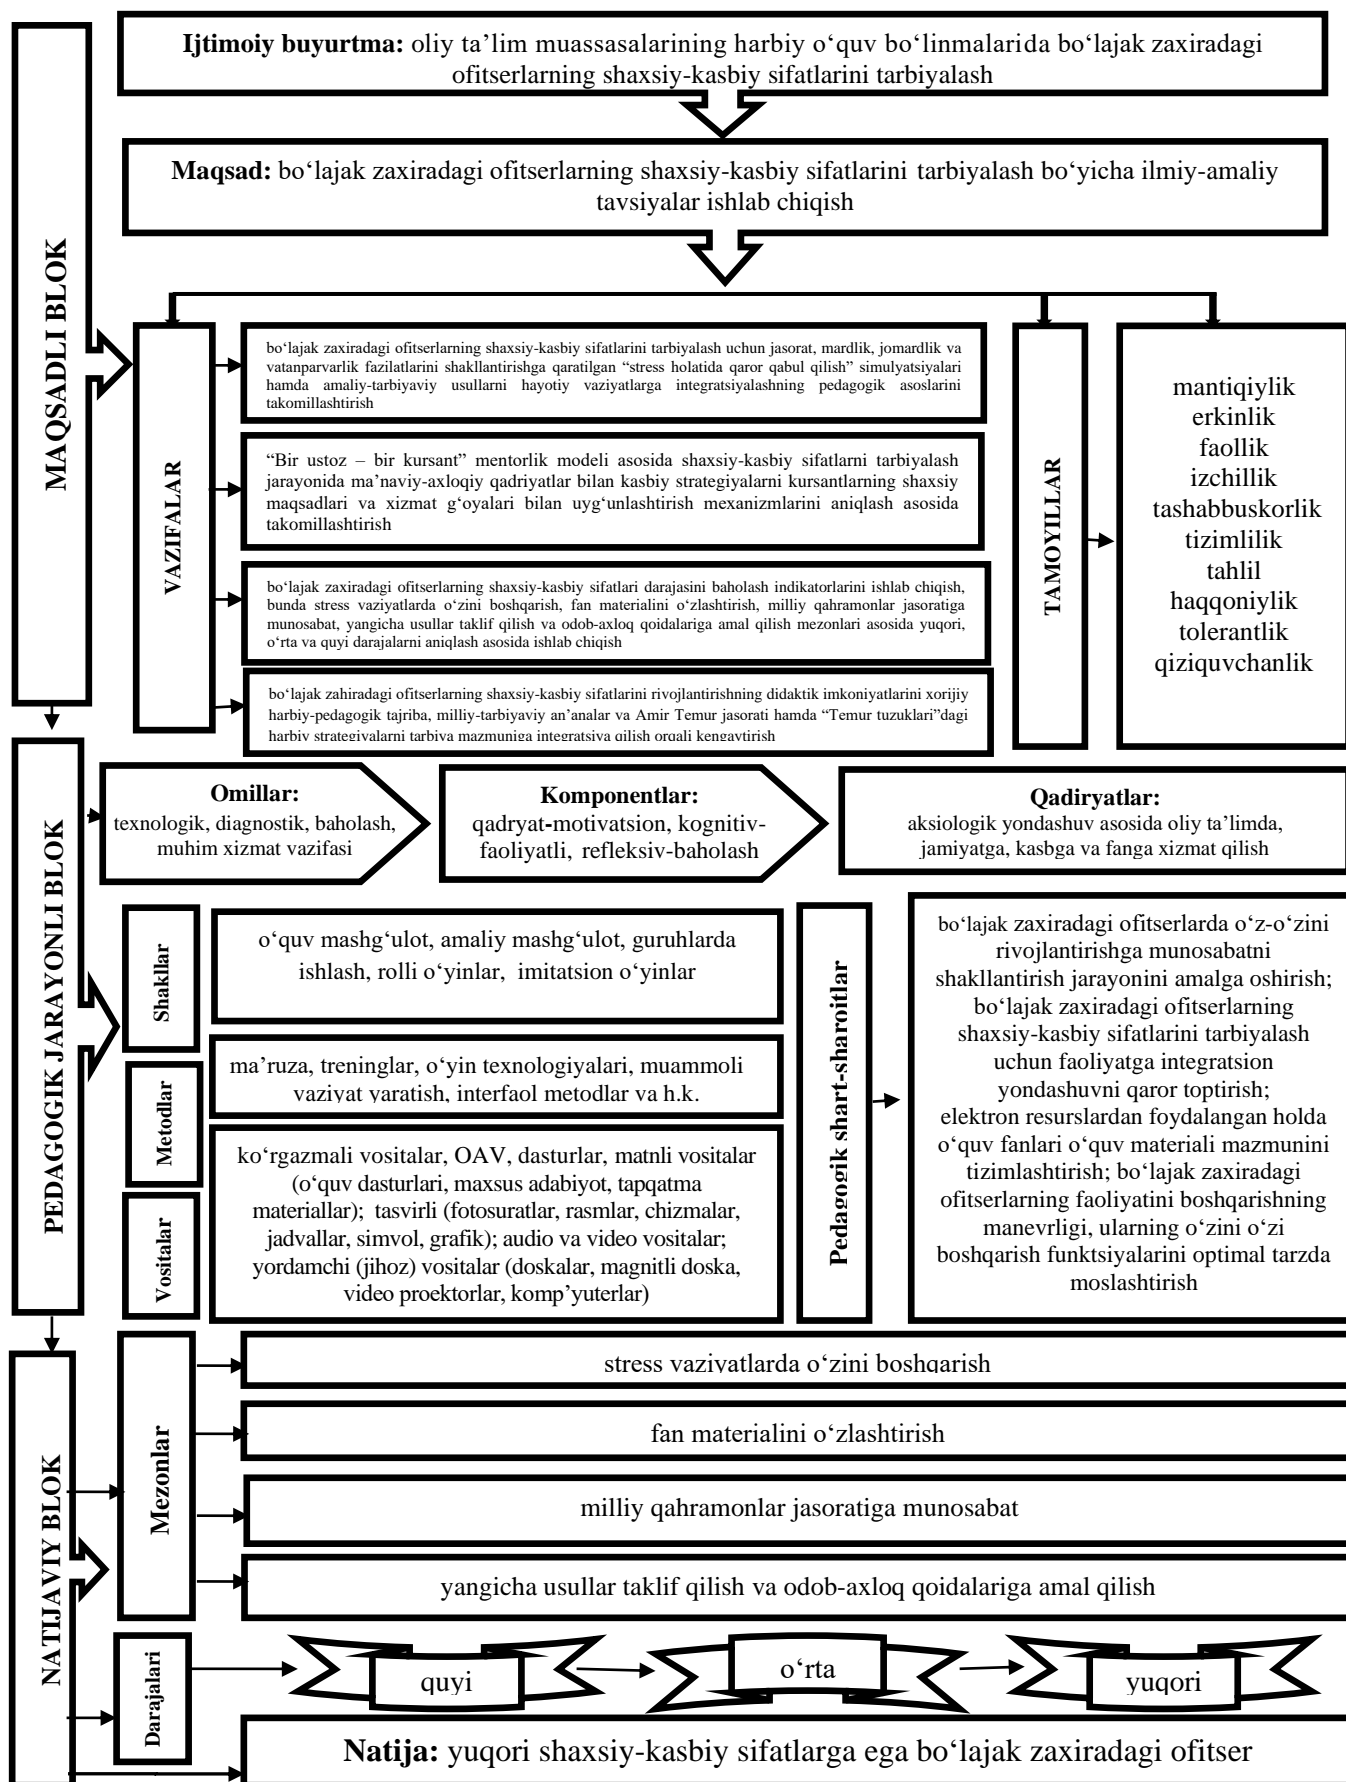 Ijtimoiy buyurtma: oliy ta’lim muassasalarining harbiy o‘quv bo‘linmalarida bo‘lajak zaxiradagi
ofitserlarning shaxsiy-kasbiy sifatlarini tarbiyalash
Maqsad: bo‘lajak zaxiradagi ofitserlarning shaxsiy-kasbiy sifatlarini tarbiyalash bo‘yicha ilmiy-amaliy
tavsiyalar ishlab chiqish
MAQSADLI BLOK
VAZIFALAR
bo‘lajak zaxiradagi ofitserlarning shaxsiy-kasbiy sifatlarini tarbiyalash uchun jasorat, mardlik, jomardlik va
vatanparvarlik fazilatlarini shakllantirishga qaratilgan “stress holatida qaror qabul qilish” simulyatsiyalari
hamda amaliy-tarbiyaviy usullarni hayotiy vaziyatlarga integratsiyalashning pedagogik asoslarini
takomillashtirish
“Bir ustoz – bir kursant” mentorlik modeli asosida shaxsiy-kasbiy sifatlarni tarbiyalash
jarayonida ma’naviy-axloqiy qadriyatlar bilan kasbiy strategiyalarni kursantlarning shaxsiy
maqsadlari va xizmat g‘oyalari bilan uyg‘unlashtirish mexanizmlarini aniqlash asosida
takomillashtirish
bo‘lajak zaxiradagi ofitserlarning shaxsiy-kasbiy sifatlari darajasini baholash indikatorlarini ishlab chiqish,
bunda stress vaziyatlarda o‘zini boshqarish, fan materialini o‘zlashtirish, milliy qahramonlar jasoratiga
munosabat, yangicha usullar taklif qilish va odob-axloq qoidalariga amal qilish mezonlari asosida yuqori,
o‘rta va quyi darajalarni aniqlash asosida ishlab chiqish
bo‘lajak zahiradagi ofitserlarning shaxsiy-kasbiy sifatlarini rivojlantirishning didaktik imkoniyatlarini xorijiy
harbiy-pedagogik tajriba, milliy-tarbiyaviy an’analar va Amir Temur jasorati hamda “Temur tuzuklari”dagi
harbiy strategiyalarni tarbiya mazmuniga integratsiya qilish orqali kengaytirish
TAMOYILLAR
mantiqiylik
erkinlik
faollik
izchillik
tashabbuskorlik
tizimlilik
tahlil
haqqoniylik
tolerantlik
qiziquvchanlik
PEDAGOGIK JARAYONLI BLOK
Omillar:
texnologik, diagnostik, baholash,
muhim xizmat vazifasi
Komponentlar:
qadryat-motivatsion, kognitiv-
faoliyatli, refleksiv-baholash
Qadiryatlar:
aksiologik yondashuv asosida oliy ta’limda,
jamiyatga, kasbga va fanga xizmat qilish
Shakllar
o‘quv mashg‘ulot, amaliy mashg‘ulot, guruhlarda
ishlash, rolli o‘yinlar, imitatsion o‘yinlar
Metodlar
ma’ruza, treninglar, o‘yin texnologiyalari, muammoli
vaziyat yaratish, interfaol metodlar va h.k.
Vositalar
ko‘rgazmali vositalar, OAV, dasturlar, matnli vositalar
(o‘quv dasturlari, maxsus adabiyot, tapqatma
materiallar); tasvirli (fotosuratlar, rasmlar, chizmalar,
jadvallar, simvol, grafik); audio va video vositalar;
yordamchi (jihoz) vositalar (doskalar, magnitli doska,
video proektorlar, komp’yuterlar)
Pedagogik shart-sharoitlar
bo‘lajak zaxiradagi ofitserlarda o‘z-o‘zini
rivojlantirishga munosabatni
shakllantirish jarayonini amalga oshirish;
bo‘lajak zaxiradagi ofitserlarning
shaxsiy-kasbiy sifatlarini tarbiyalash
uchun faoliyatga integratsion
yondashuvni qaror toptirish;
elektron resurslardan foydalangan holda
o‘quv fanlari o‘quv materiali mazmunini
tizimlashtirish; bo‘lajak zaxiradagi
ofitserlarning faoliyatini boshqarishning
manevrligi, ularning o‘zini o‘zi
boshqarish funktsiyalarini optimal tarzda
moslashtirish
NATIJAVIY BLOK
Mezonlar
stress vaziyatlarda o‘zini boshqarish
fan materialini o‘zlashtirish
milliy qahramonlar jasoratiga munosabat
yangicha usullar taklif qilish va odob-axloq qoidalariga amal qilish
Darajalari
quyi
o‘rta
yuqori
Natija: yuqori shaxsiy-kasbiy sifatlarga ega bo‘lajak zaxiradagi ofitser